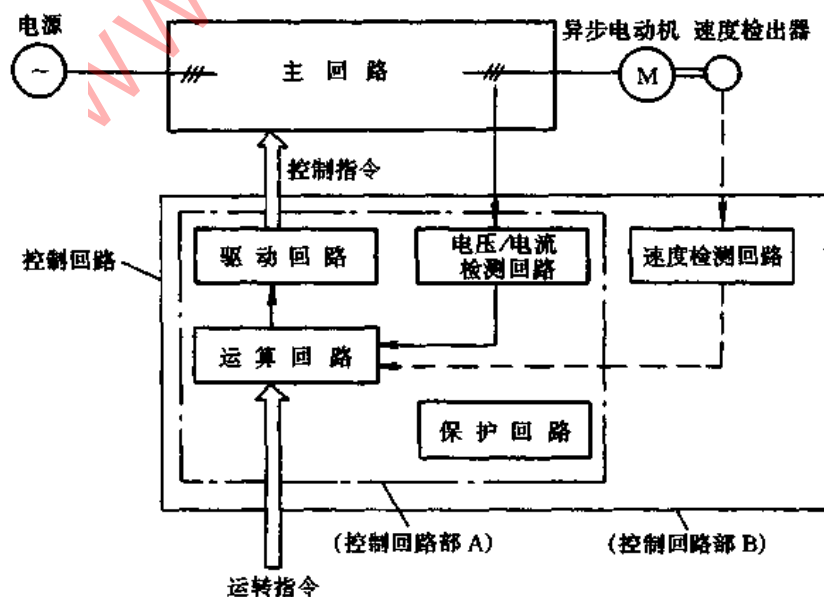 电源
异步电动机 速度检出器
~
主 回 路
M
控制指令
控制回路
驱 动 回 路
电压/电流
检测回路
速度检测回路
运 算 回 路
保 护 回 路
(控制回路部 A)
(控制回路部 B)
运转指令
WW